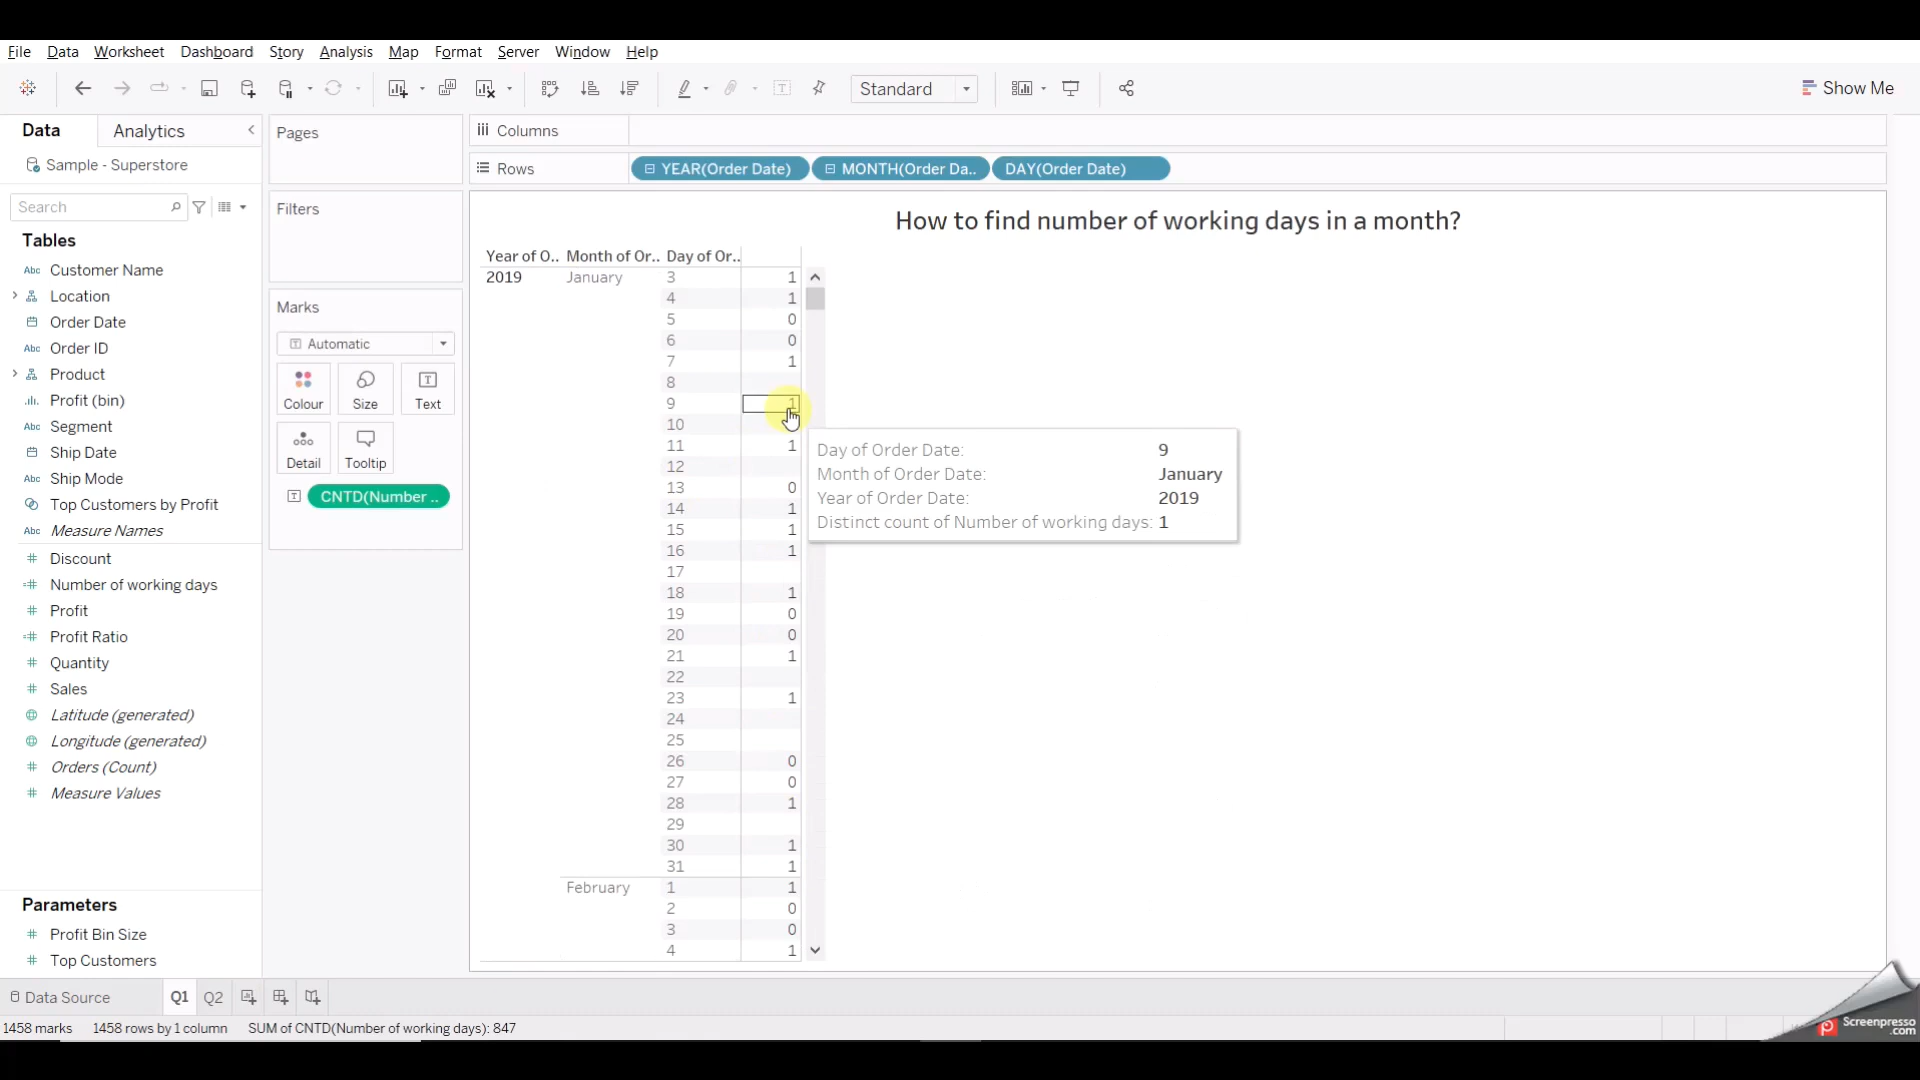 File Data Worksheet Dashboard Story Analysis Map Format Server Window Help
Standard
Show Me
Data Analytics
Sample - Superstore
Search
Tables
Abc Customer Name
Location
Order Date
Abc Order ID
Product
Profit (bin)
Abc Segment
Ship Date
Abc Ship Mode
Top Customers by Profit
Abc Measure Names
# Discount
=# Number of working days
# Profit
=# Profit Ratio
# Quantity
# Sales
Latitude (generated)
Longitude (generated)
# Orders (Count)
# Measure Values
Parameters
# Profit Bin Size
# Top Customers
Pages
Filters
Marks
Automatic
Colour Size Text
Detail Tooltip
CNTD(Number ..
Columns
Rows YEAR(Order Date) MONTH(Order Da.. DAY(Order Date)
How to find number of working days in a month?
Year of O.. Month of Or.. Day of Or..
2019 January 3 1
4 1
5 0
6 0
7 1
8
9 1
10
11 1
12
13 0
14 1
15 1
16 1
17
18 1
19 0
20 0
21 1
22
23 1
24
25
26 0
27 0
28 1
29
30 1
31 1
February 1 1
2 0
3 0
4 1
Day of Order Date: 9
Month of Order Date: January
Year of Order Date: 2019
Distinct count of Number of working days: 1
Data Source Q1 Q2
1458 marks 1458 rows by 1 column SUM of CNTD(Number of working days): 847
Screenpresso
.com